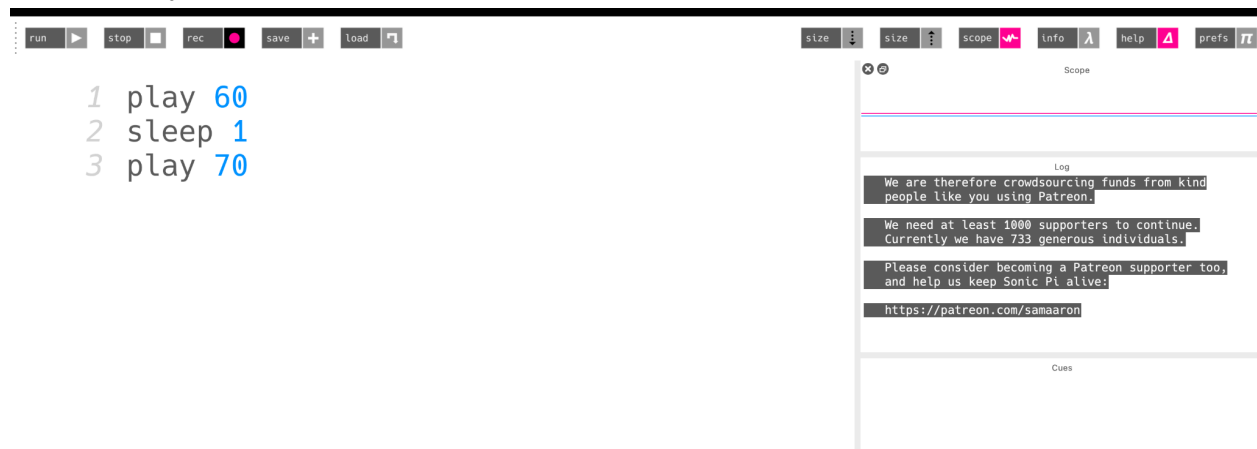 run stop rec save load size size scope info help prefs
Scope
1 play 60
2 sleep 1
3 play 70
Log
We are therefore crowdsourcing funds from kind
people like you using Patreon.
We need at least 1000 supporters to continue.
Currently we have 733 generous individuals.
Please consider becoming a Patreon supporter too,
and help us keep Sonic Pi alive:
https://patreon.com/samaaron
Cues